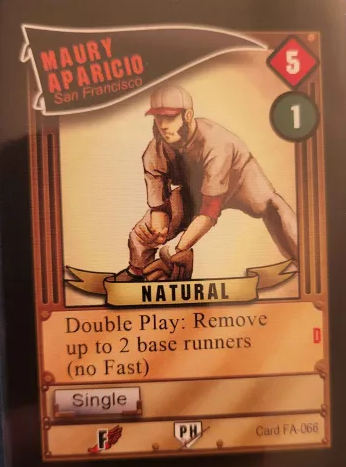 MAURY
APARICIO
San Francisco
5
1
NATURAL
Double Play: Remove
up to 2 base runners
(no Fast)
D
Single
F
PH
Card FA-066